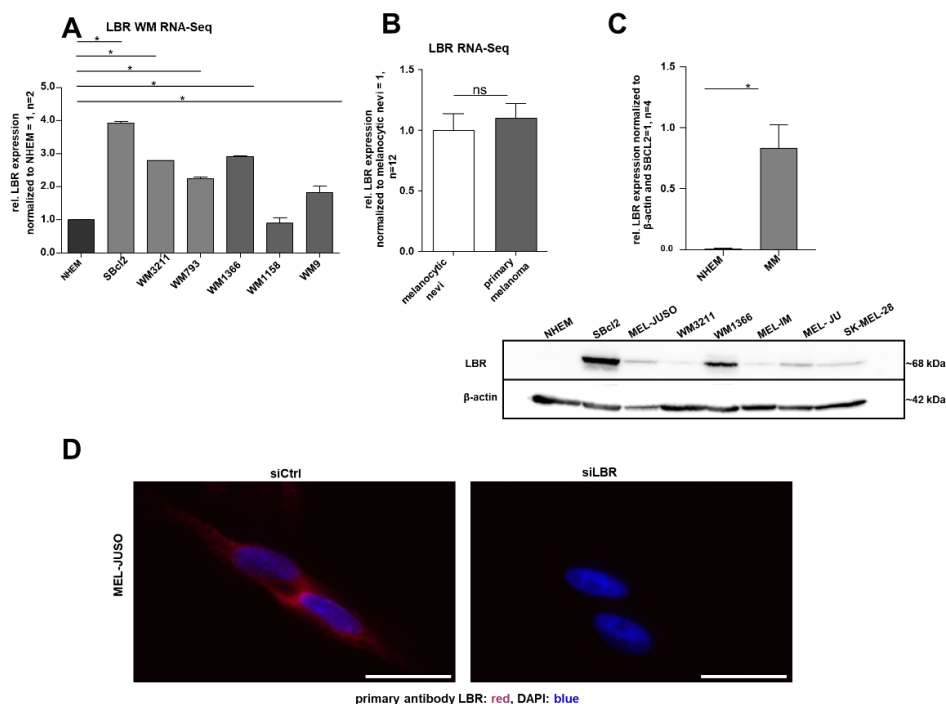 A
LBR WM RNA-Seq
*
*
*
*
*
rel. LBR expression
normalized to NHEM = 1, n=2
5.0
4.0
3.0
2.0
1.0
0.0
NHEM
SBcl2
WM3211
WM793
WM1366
WM1158
WM9
B
LBR RNA-Seq
ns
rel. LBR expression
normalized to melanocytic nevi = 1,
n=12
1.5
1.0
0.5
0.0
melanocytic
nevi
primary
melanoma
C
*
rel. LBR expression normalized to
β-actin and SBCL2=1, n=4
1.5
1.0
0.5
0.0
NHEM
MM
NHEM
SBcl2
MEL-JUSO
WM3211
WM1366
MEL-IM
MEL- JU
SK-MEL-28
LBR
~68 kDa
β-actin
~42 kDa
D
siCtrl
siLBR
MEL-JUSO
primary antibody LBR: red, DAPI: blue